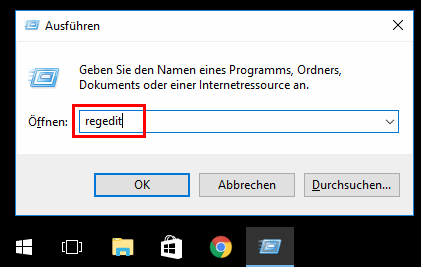 Ausführen
Geben Sie den Namen eines Programms, Ordners,
Dokuments oder einer Internetressource an.
Öffnen: regedit
OK Abbrechen Durchsuchen...